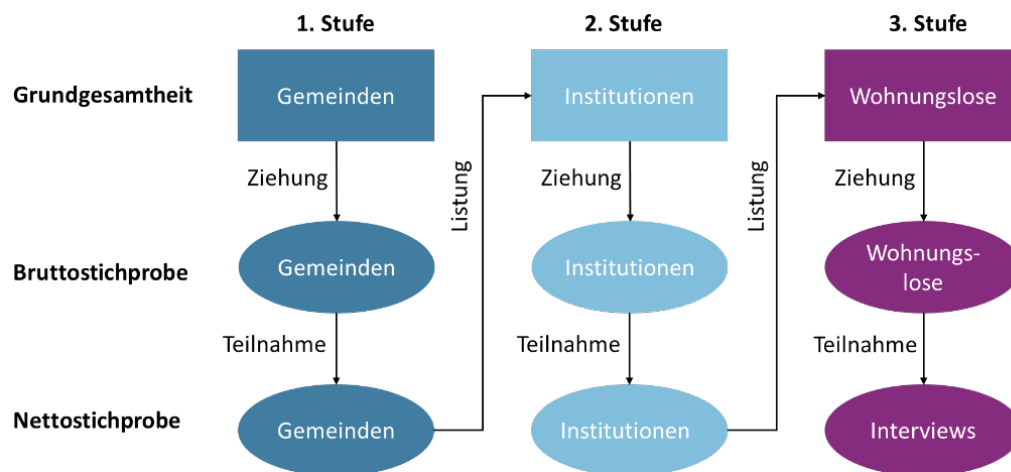 1. Stufe 2. Stufe 3. Stufe
Grundgesamtheit Gemeinden Institutionen Wohnungslose
Ziehung Listung Ziehung Listung Ziehung
Bruttostichprobe Gemeinden Institutionen Wohnungs-
lose
Teilnahme Teilnahme Teilnahme
Nettostichprobe Gemeinden Institutionen Interviews